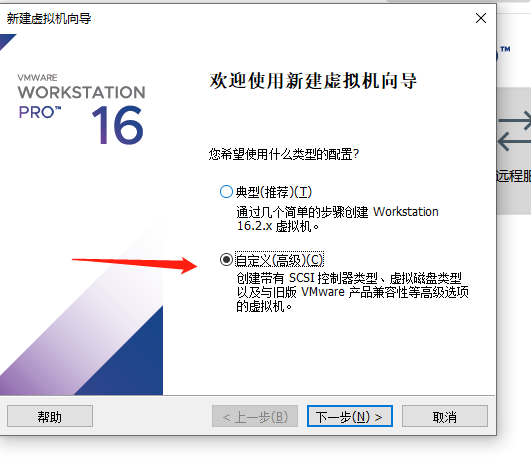 新建虚拟机向导
™
VMWARE
WORKSTATION
PRO™
16
欢迎使用新建虚拟机向导
您希望使用什么类型的配置?
典型(推荐)(T)
通过几个简单的步骤创建 Workstation
16.2.x 虚拟机。
自定义(高级)(C)
创建带有 SCSI 控制器类型、虚拟磁盘类型
以及与旧版 VMware 产品兼容性等高级选项
的虚拟机。
远程服
帮助
< 上一步(B)
下一步(N) >
取消